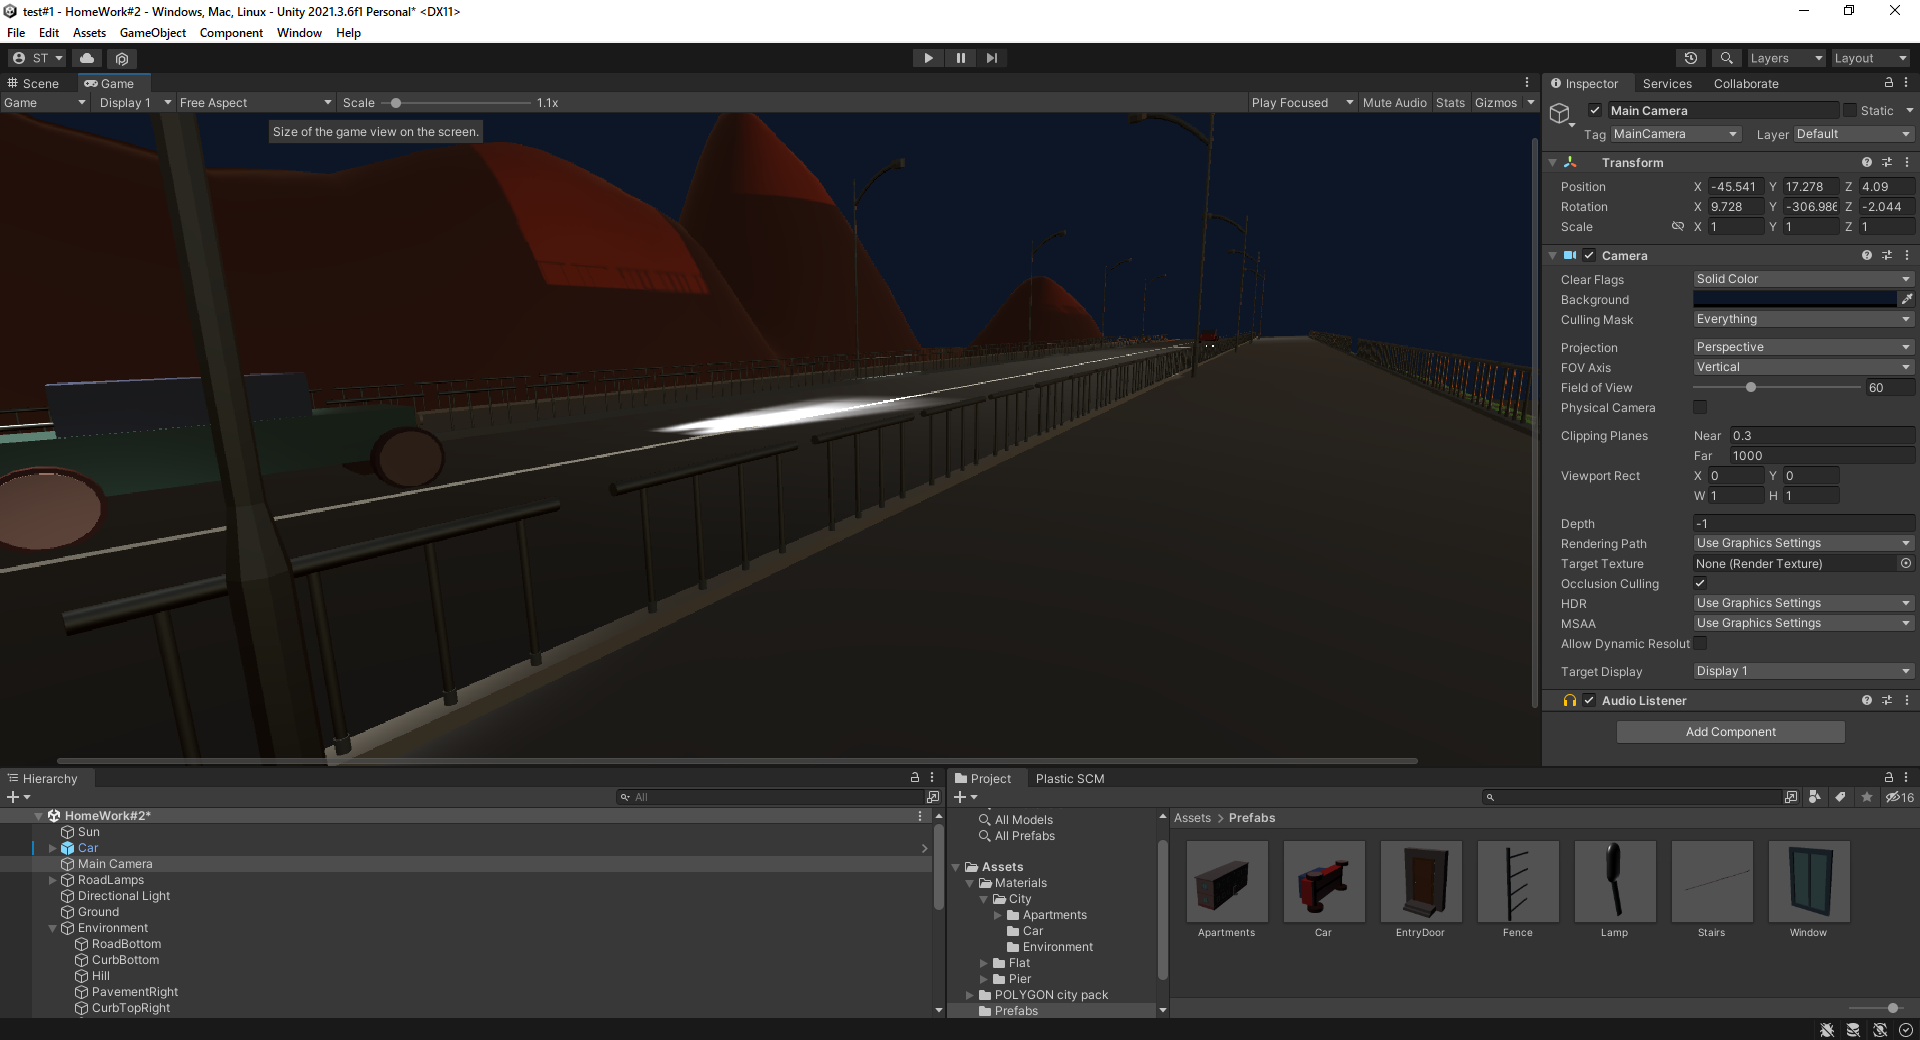 test#1 - HomeWork#2 - Windows, Mac, Linux - Unity 2021.3.6f1 Personal* <DX11>
File Edit Assets GameObject Component Window Help
ST Layers Layout
Scene Game
Game Display 1 Free Aspect Scale 1.1x Play Focused Mute Audio Stats Gizmos
Size of the game view on the screen.
Inspector Services Collaborate
Main Camera Static
Tag MainCamera Layer Default
Transform
Position X -45.541 Y 17.278 Z 4.09
Rotation X 9.728 Y -306.986 Z -2.044
Scale X 1 Y 1 Z 1
Camera
Clear Flags Solid Color
Background
Culling Mask Everything
Projection Perspective
FOV Axis Vertical
Field of View 60
Physical Camera
Clipping Planes Near 0.3
Far 1000
Viewport Rect X 0 Y 0
W 1 H 1
Depth -1
Rendering Path Use Graphics Settings
Target Texture None (Render Texture)
Occlusion Culling
HDR Use Graphics Settings
MSAA Use Graphics Settings
Allow Dynamic Resolut
Target Display Display 1
Audio Listener
Add Component
Hierarchy
All
HomeWork#2*
Sun
Car
Main Camera
RoadLamps
Directional Light
Ground
Environment
RoadBottom
CurbBottom
Hill
PavementRight
CurbTopRight
Project Plastic SCM
16
All Models
All Prefabs
Assets
Materials
City
Apartments
Car
Environment
Flat
Pier
POLYGON city pack
Prefabs
Assets > Prefabs
Apartments Car EntryDoor Fence Lamp Stairs Window